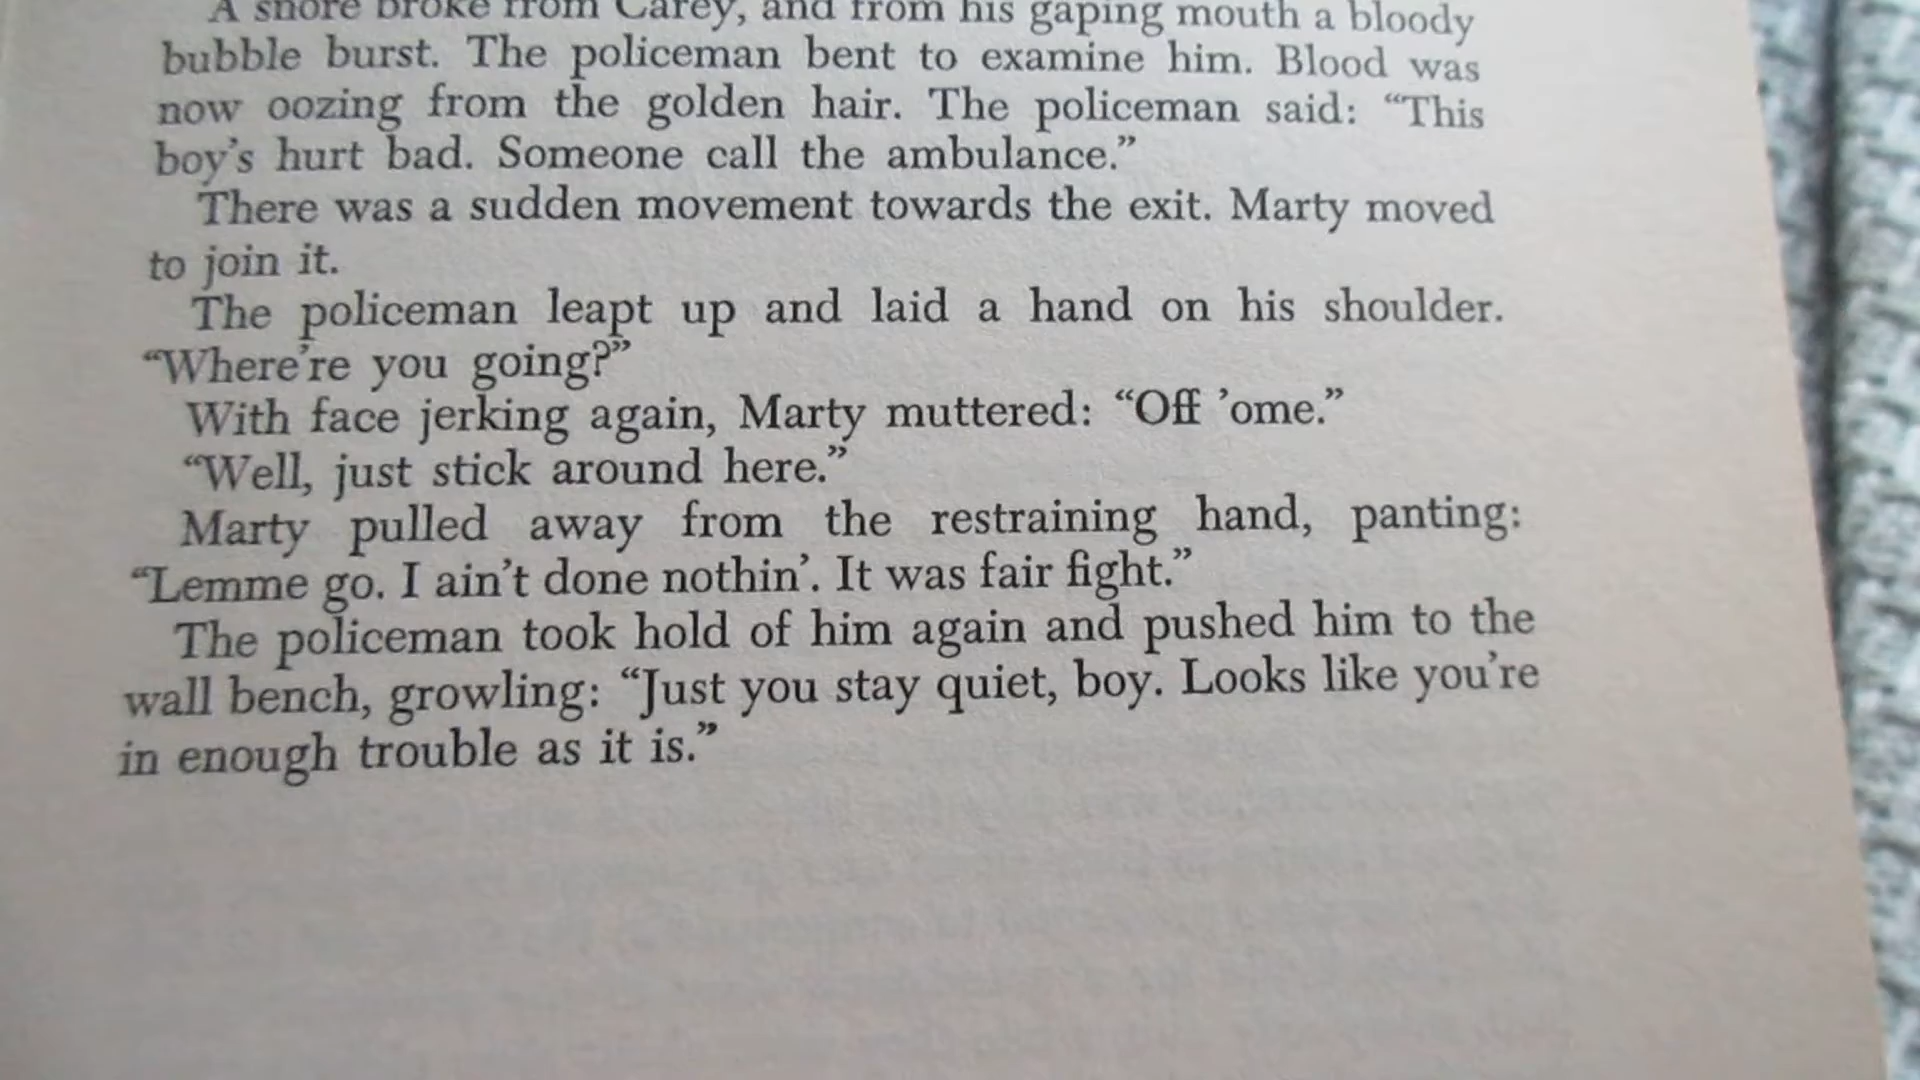 A snore broke from Carey, and from his gaping mouth a bloody
bubble burst. The policeman bent to examine him. Blood was
now oozing from the golden hair. The policeman said: “This
boy’s hurt bad. Someone call the ambulance.”
There was a sudden movement towards the exit. Marty moved
to join it.
The policeman leapt up and laid a hand on his shoulder.
“Where’re you going?”
With face jerking again, Marty muttered: “Off ’ome.”
“Well, just stick around here.”
Marty pulled away from the restraining hand, panting:
“Lemme go. I ain’t done nothin’. It was fair fight.”
The policeman took hold of him again and pushed him to the
wall bench, growling: “Just you stay quiet, boy. Looks like you’re
in enough trouble as it is.”